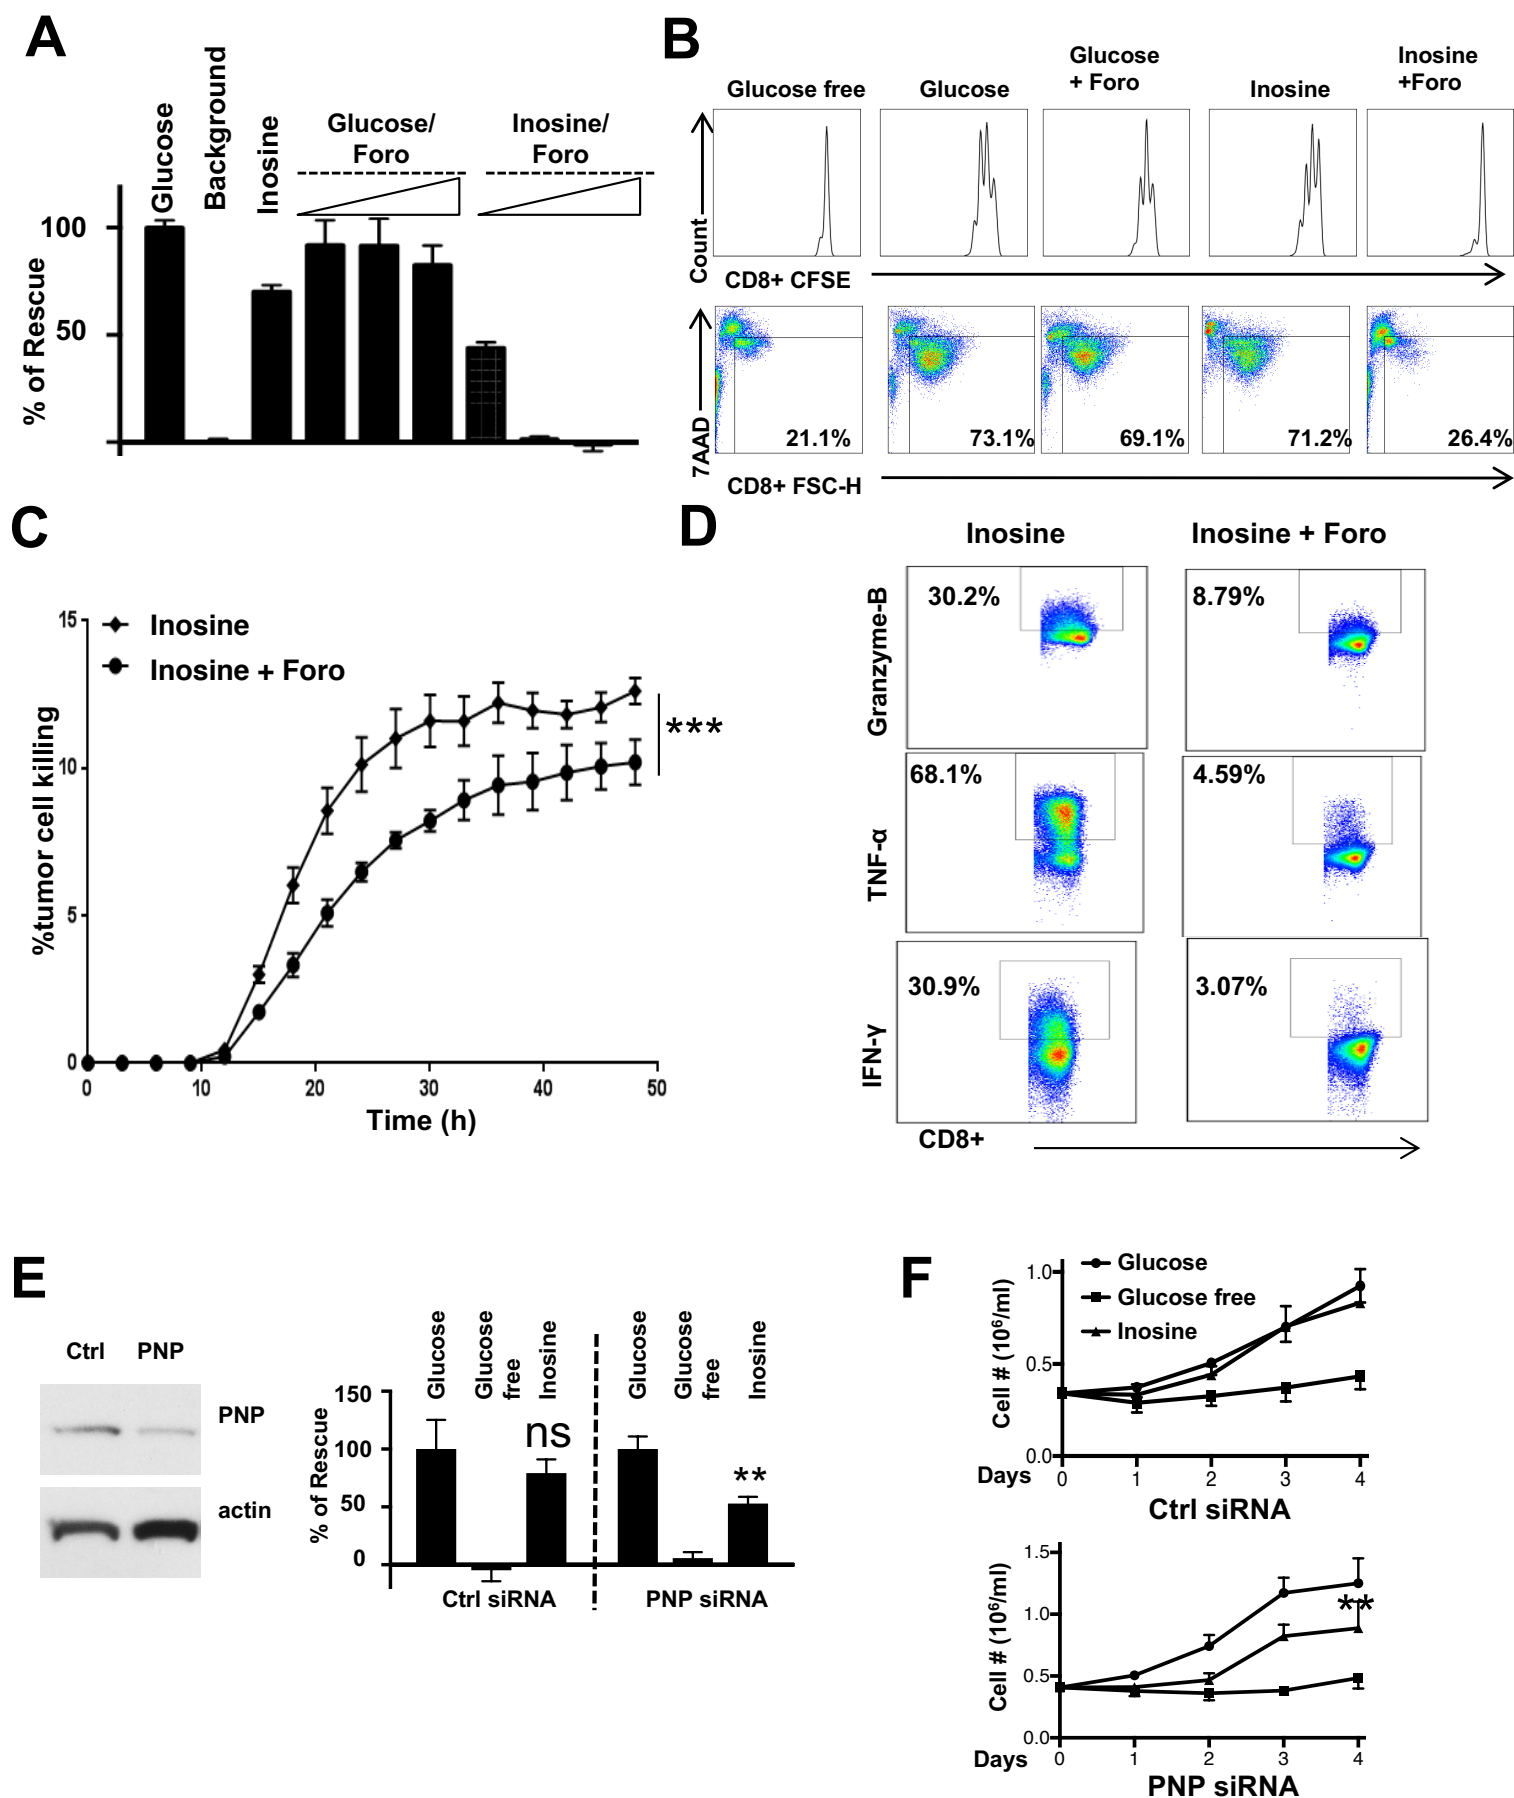 A
Glucose
Background
Inosine
Glucose/
Foro
Inosine/
Foro
100
50
% of Rescue
B
Glucose free
Glucose
Glucose
+ Foro
Inosine
Inosine
+Foro
Count
CD8+ CFSE
7AAD
21.1%
73.1%
69.1%
71.2%
26.4%
CD8+ FSC-H
C
Inosine
Inosine + Foro
***
%tumor cell killing
15
10
5
0
0
10
20
30
40
50
Time (h)
D
Inosine
Inosine + Foro
Granzyme-B
30.2%
8.79%
TNF-α
68.1%
4.59%
IFN-γ
30.9%
3.07%
CD8+
E
Ctrl
PNP
PNP
actin
Glucose
Glucose
free
Inosine
Glucose
Glucose
free
Inosine
% of Rescue
150
100
50
0
ns
**
Ctrl siRNA
PNP siRNA
F
Glucose
Glucose free
Inosine
Cell # (10⁶/ml)
1.0
0.5
0.0
Days
0
1
2
3
4
Ctrl siRNA
Cell # (10⁶/ml)
1.5
1.0
0.5
0.0
**
Days
0
1
2
3
4
PNP siRNA